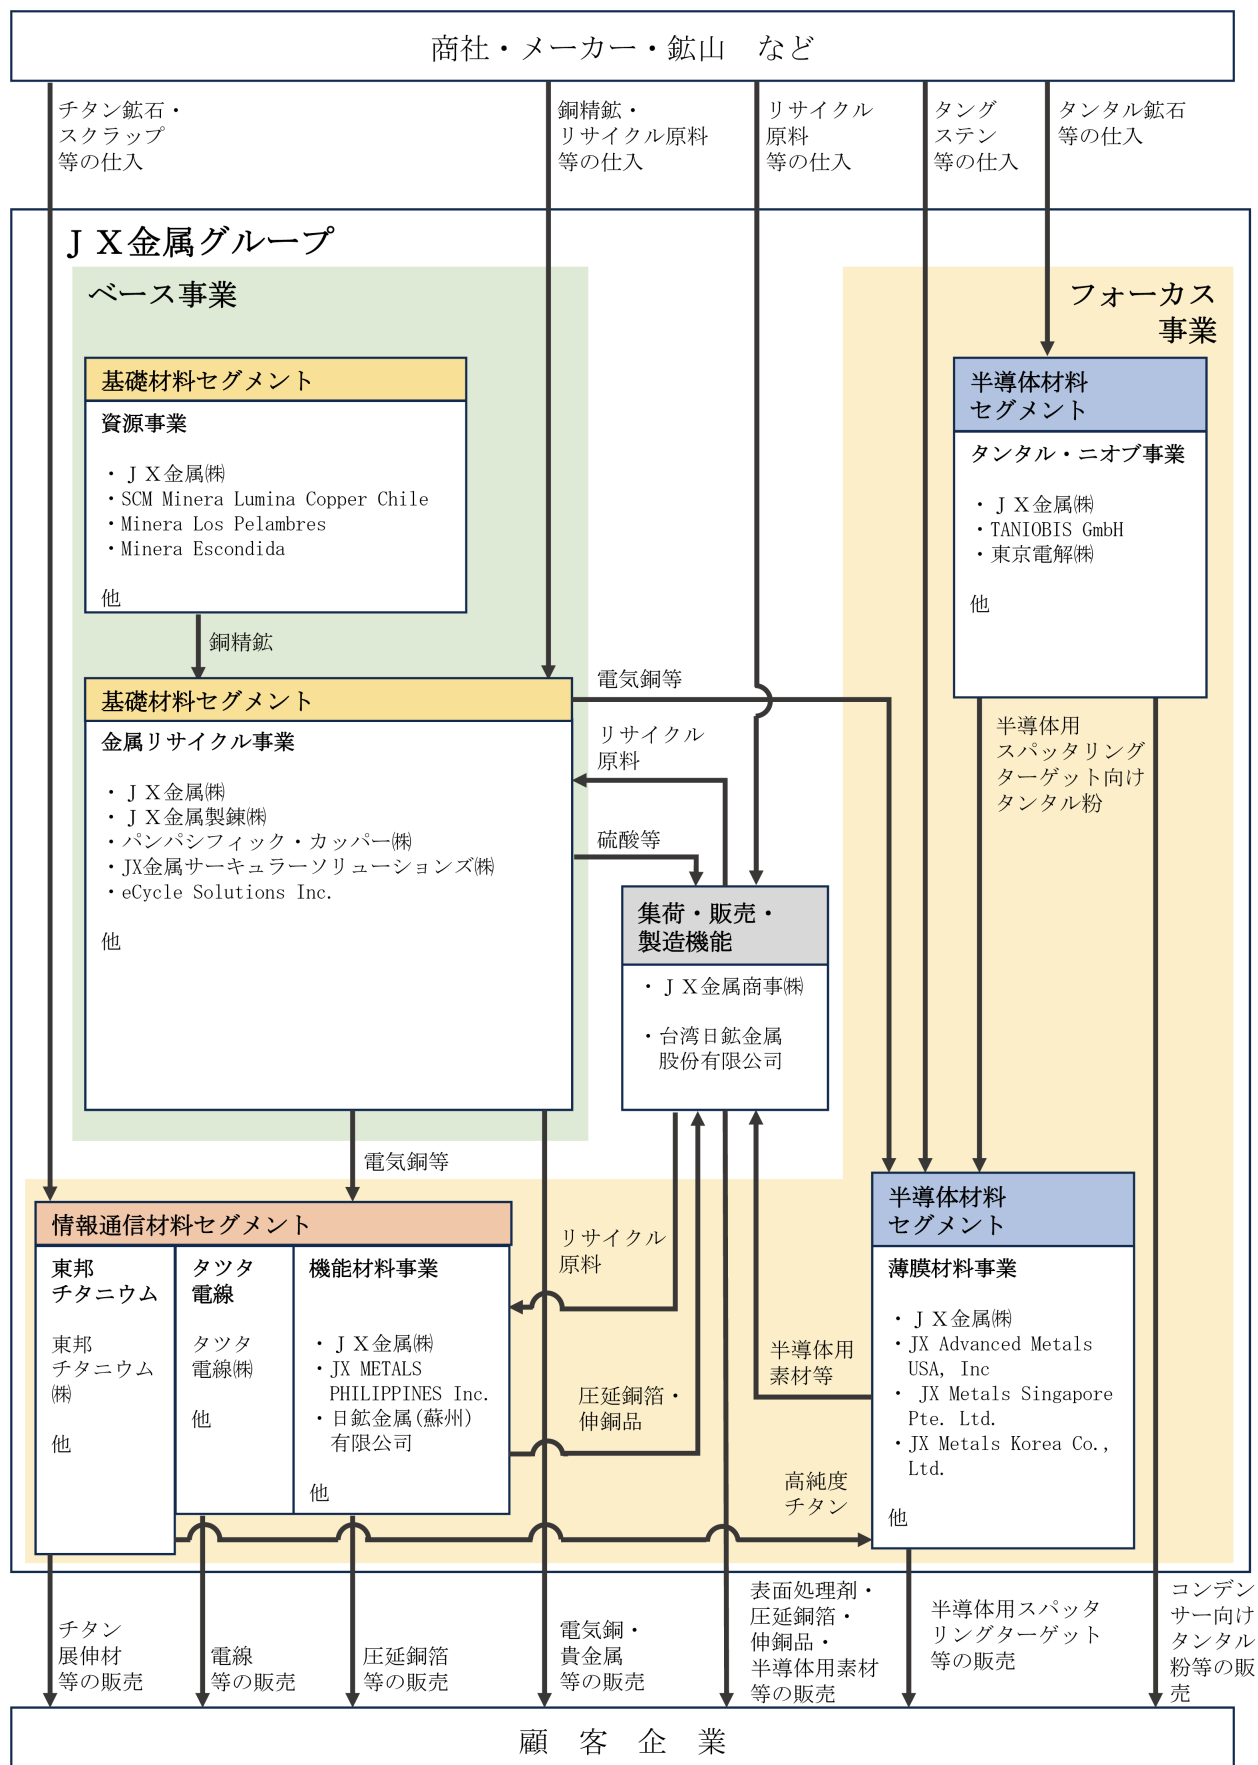 商社・メーカー・鉱山　など
チタン鉱石・
スクラップ
等の仕入
銅精鉱・
リサイクル原料
等の仕入
リサイクル
原料
等の仕入
タング
ステン
等の仕入
タンタル鉱石
等の仕入
ＪＸ金属グループ
ベース事業
フォーカス
事業
基礎材料セグメント
資源事業
・ＪＸ金属㈱
・SCM Minera Lumina Copper Chile
・Minera Los Pelambres
・Minera Escondida
他
半導体材料
セグメント
タンタル・ニオブ事業
・ＪＸ金属㈱
・TANIOBIS GmbH
・東京電解㈱
他
銅精鉱
基礎材料セグメント
金属リサイクル事業
・ＪＸ金属㈱
・ＪＸ金属製錬㈱
・パンパシフィック・カッパー㈱
・JX金属サーキュラーソリューションズ㈱
・eCycle Solutions Inc.
他
電気銅等
リサイクル
原料
硫酸等
半導体用
スパッタリング
ターゲット向け
タンタル粉
集荷・販売・
製造機能
・ＪＸ金属商事㈱
・台湾日鉱金属
股份有限公司
電気銅等
情報通信材料セグメント
東邦
チタニウム
東邦
チタニウム
㈱
他
タツタ
電線
タツタ
電線㈱
他
機能材料事業
・ＪＸ金属㈱
・JX METALS
PHILIPPINES Inc.
・日鉱金属(蘇州)
有限公司
他
リサイクル
原料
圧延銅箔・
伸銅品
半導体用
素材等
高純度
チタン
半導体材料
セグメント
薄膜材料事業
・ＪＸ金属㈱
・JX Advanced Metals
USA, Inc
・ JX Metals Singapore
Pte. Ltd.
・JX Metals Korea Co.,
Ltd.
他
チタン
展伸材
等の販売
電線
等の販売
圧延銅箔
等の販売
電気銅・
貴金属
等の販売
表面処理剤・
圧延銅箔・
伸銅品・
半導体用素材
等の販売
半導体用スパッタ
リングターゲット
等の販売
コンデン
サー向け
タンタル
粉等の販
売
顧　客　企　業